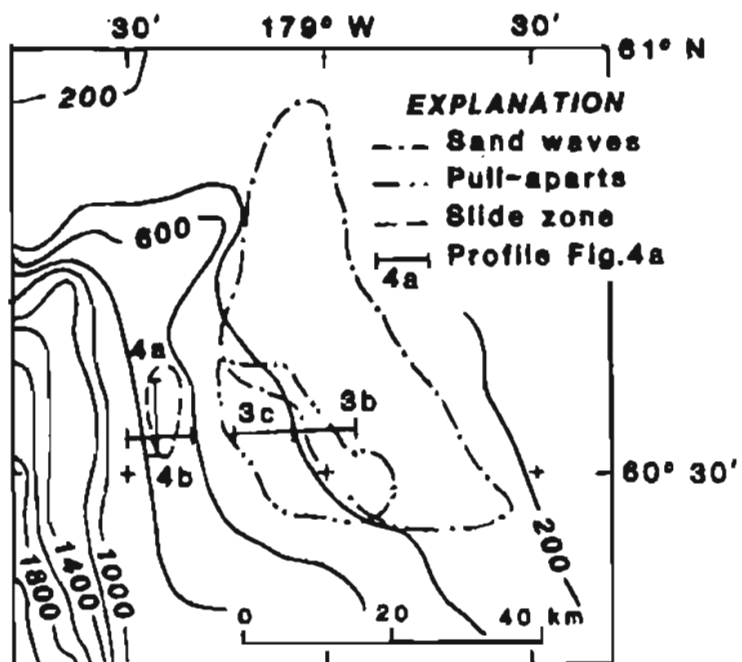 30' 179° W 30'
61° N
200
EXPLANATION
Sand waves
Pull-aparts
Slide zone
Profile Fig.4a
4a
600
4a
3c
3b
4b
60° 30'
200
1800
1400
1000
0 20 40 km